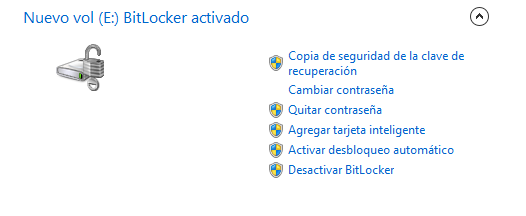 Nuevo vol (E:) BitLocker activado
Copia de seguridad de la clave de
recuperación
Cambiar contraseña
Quitar contraseña
Agregar tarjeta inteligente
Activar desbloqueo automático
Desactivar BitLocker